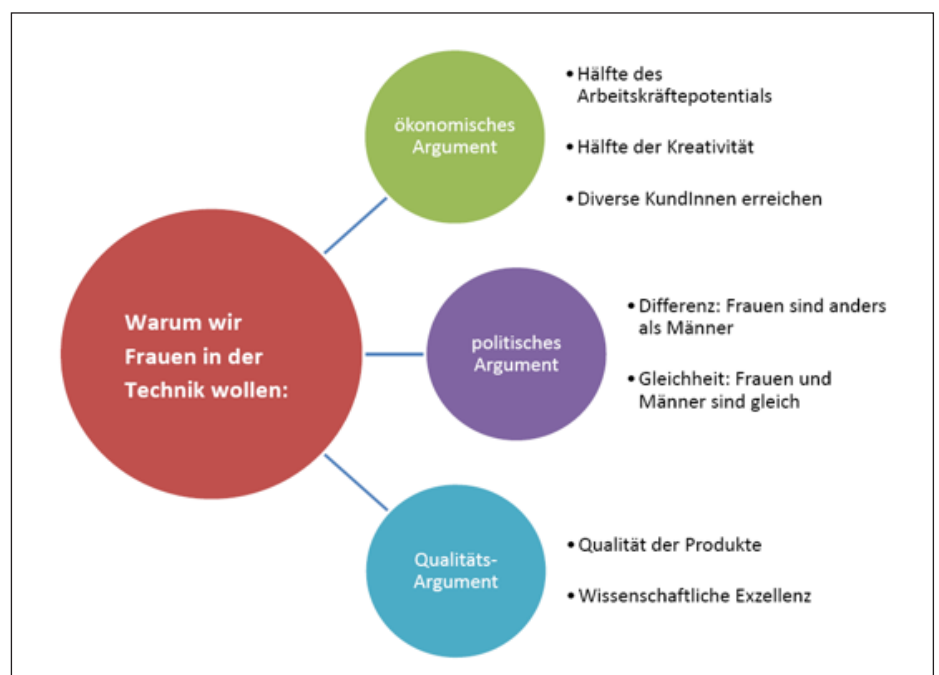 Warum wir
Frauen in der
Technik wollen:
ökonomisches
Argument
• Hälfte des
Arbeitskräftepotentials
• Hälfte der Kreativität
• Diverse KundInnen erreichen
politisches
Argument
• Differenz: Frauen sind anders
als Männer
• Gleichheit: Frauen und
Männer sind gleich
Qualitäts-
Argument
• Qualität der Produkte
• Wissenschaftliche Exzellenz